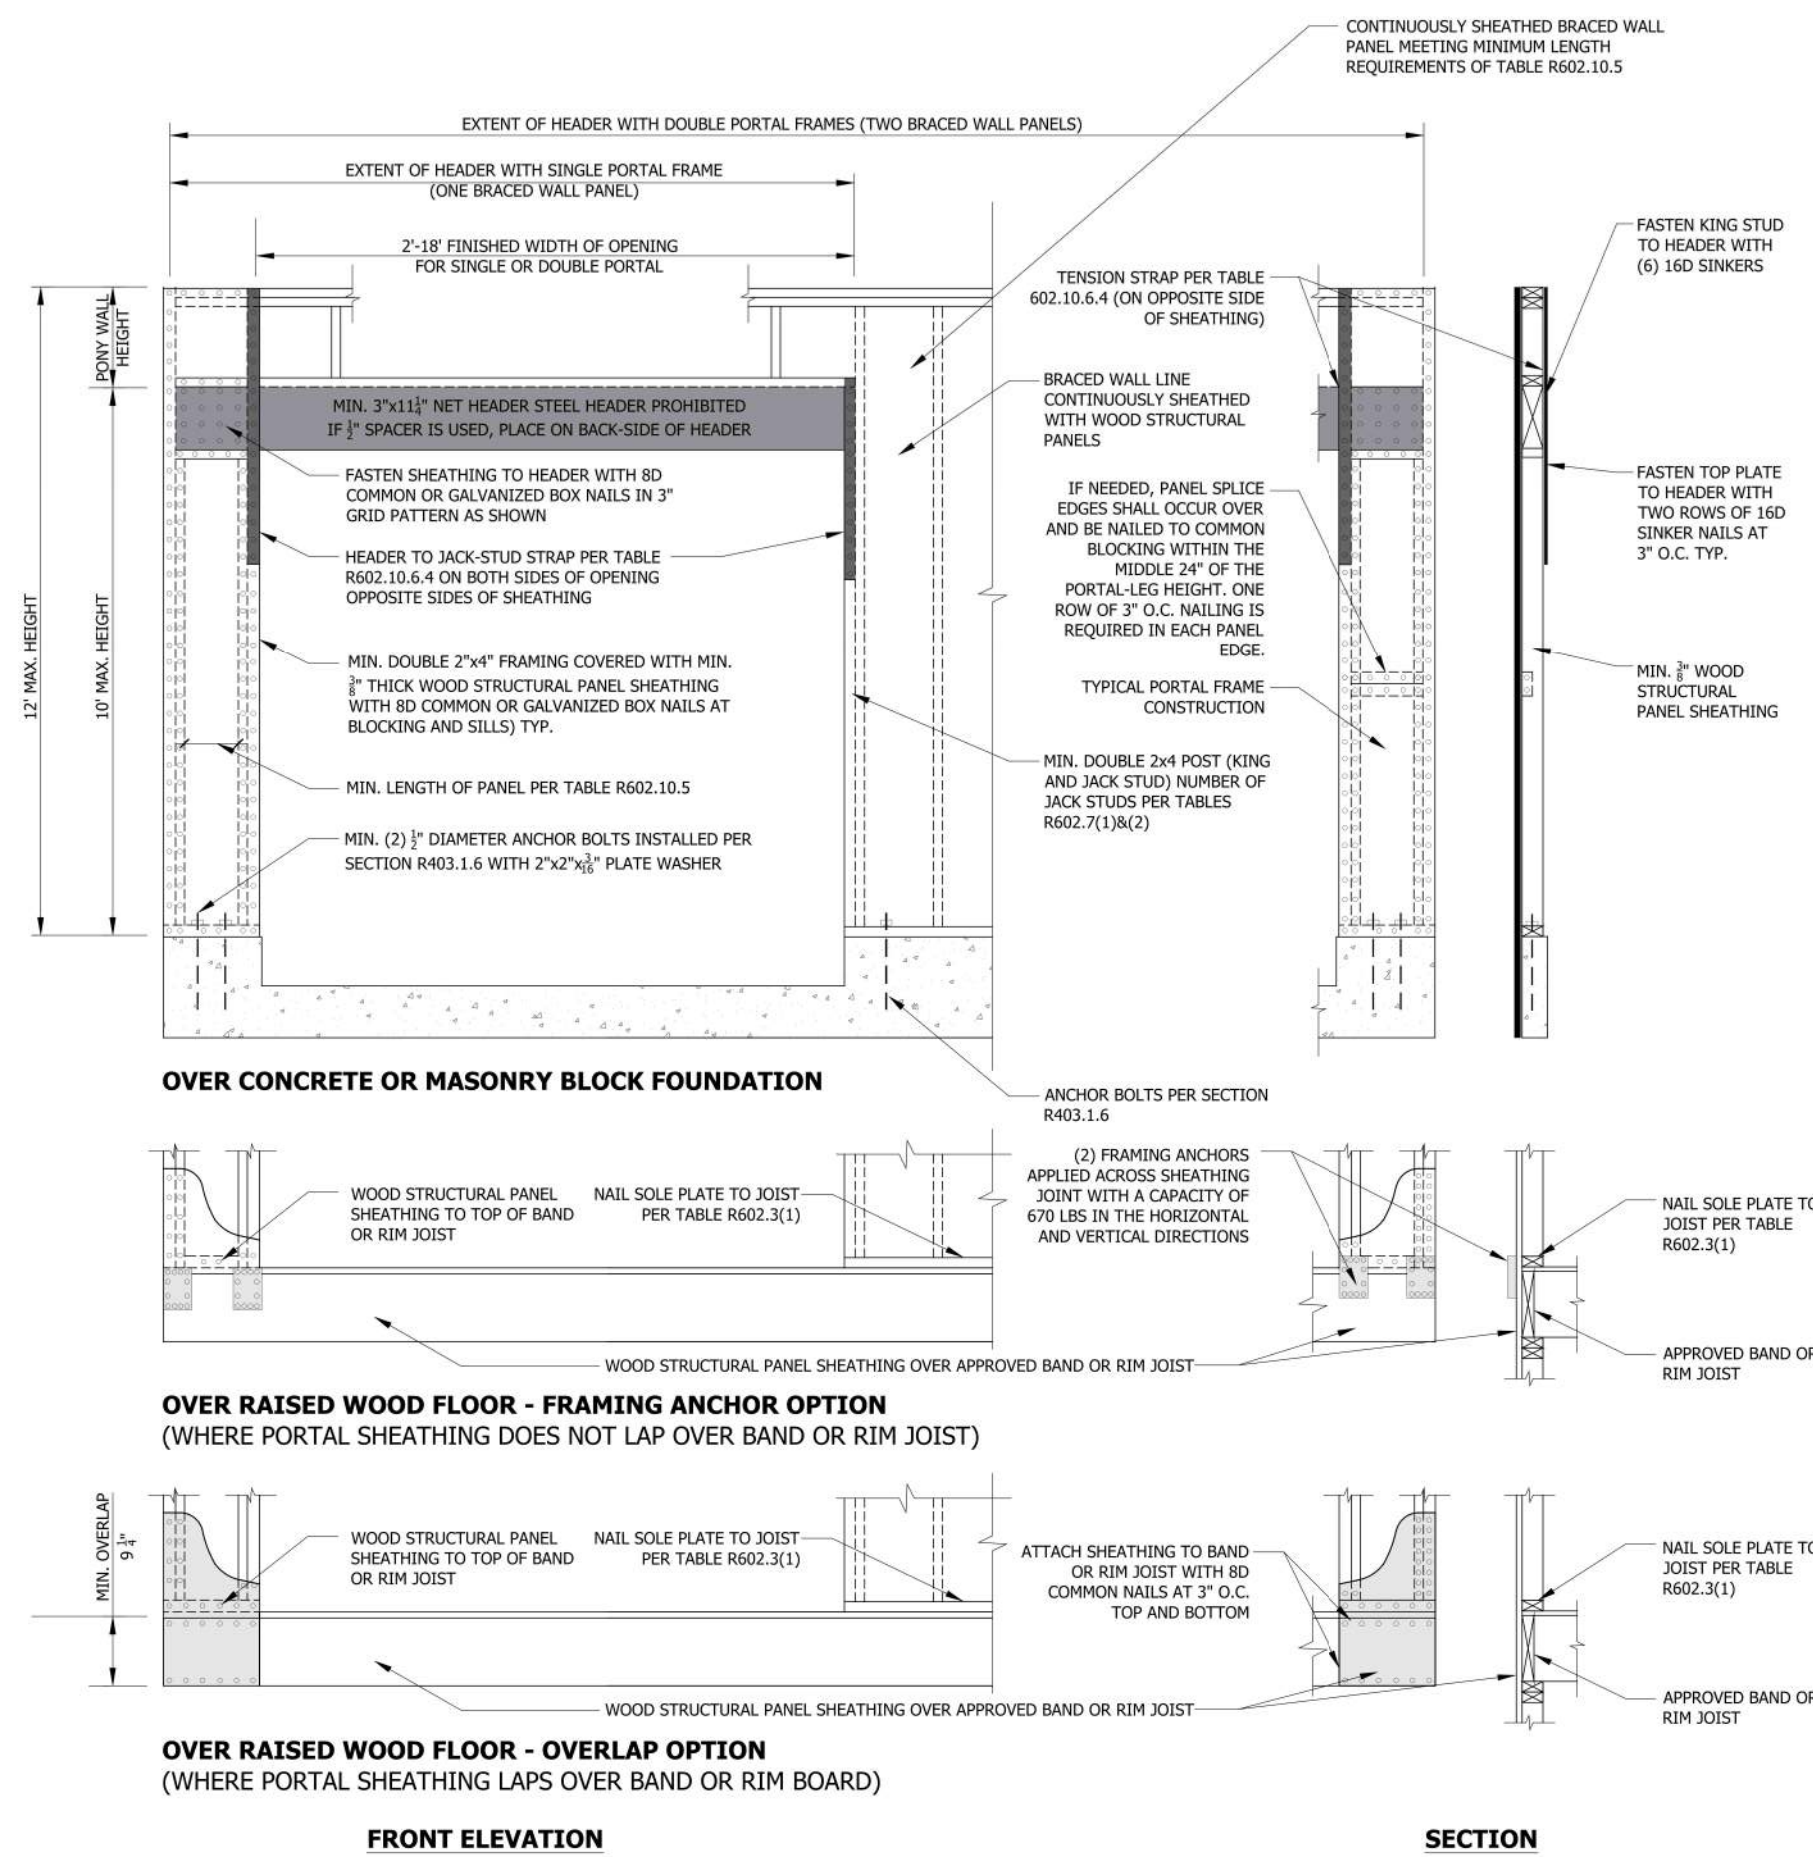 CONTINUOUSLY SHEATHED BRACED WALL
PANEL MEETING MINIMUM LENGTH
REQUIREMENTS OF TABLE R602.10.5
EXTENT OF HEADER WITH DOUBLE PORTAL FRAMES (TWO BRACED WALL PANELS)
EXTENT OF HEADER WITH SINGLE PORTAL FRAME
(ONE BRACED WALL PANEL)
2'-18' FINISHED WIDTH OF OPENING
FOR SINGLE OR DOUBLE PORTAL
PONY WALL
HEIGHT
12' MAX. HEIGHT
10' MAX. HEIGHT
MIN. 3"x11 1/4" NET HEADER STEEL HEADER PROHIBITED
IF 1/2" SPACER IS USED, PLACE ON BACK-SIDE OF HEADER
FASTEN SHEATHING TO HEADER WITH 8D
COMMON OR GALVANIZED BOX NAILS IN 3"
GRID PATTERN AS SHOWN
HEADER TO JACK-STUD STRAP PER TABLE
R602.10.6.4 ON BOTH SIDES OF OPENING
OPPOSITE SIDES OF SHEATHING
MIN. DOUBLE 2"x4" FRAMING COVERED WITH MIN.
3/8" THICK WOOD STRUCTURAL PANEL SHEATHING
WITH 8D COMMON OR GALVANIZED BOX NAILS AT
BLOCKING AND SILLS) TYP.
MIN. LENGTH OF PANEL PER TABLE R602.10.5
MIN. (2) 1/2" DIAMETER ANCHOR BOLTS INSTALLED PER
SECTION R403.1.6 WITH 2"x2"x3/16" PLATE WASHER
TENSION STRAP PER TABLE
602.10.6.4 (ON OPPOSITE SIDE
OF SHEATHING)
BRACED WALL LINE
CONTINUOUSLY SHEATHED
WITH WOOD STRUCTURAL
PANELS
IF NEEDED, PANEL SPLICE
EDGES SHALL OCCUR OVER
AND BE NAILED TO COMMON
BLOCKING WITHIN THE
MIDDLE 24" OF THE
PORTAL-LEG HEIGHT. ONE
ROW OF 3" O.C. NAILING IS
REQUIRED IN EACH PANEL
EDGE.
TYPICAL PORTAL FRAME
CONSTRUCTION
MIN. DOUBLE 2x4 POST (KING
AND JACK STUD) NUMBER OF
JACK STUDS PER TABLES
R602.7(1)&(2)
FASTEN KING STUD
TO HEADER WITH
(6) 16D SINKERS
FASTEN TOP PLATE
TO HEADER WITH
TWO ROWS OF 16D
SINKER NAILS AT
3" O.C. TYP.
MIN. 3/8" WOOD
STRUCTURAL
PANEL SHEATHING
OVER CONCRETE OR MASONRY BLOCK FOUNDATION
ANCHOR BOLTS PER SECTION
R403.1.6
WOOD STRUCTURAL PANEL
SHEATHING TO TOP OF BAND
OR RIM JOIST
NAIL SOLE PLATE TO JOIST
PER TABLE R602.3(1)
(2) FRAMING ANCHORS
APPLIED ACROSS SHEATHING
JOINT WITH A CAPACITY OF
670 LBS IN THE HORIZONTAL
AND VERTICAL DIRECTIONS
NAIL SOLE PLATE TO
JOIST PER TABLE
R602.3(1)
WOOD STRUCTURAL PANEL SHEATHING OVER APPROVED BAND OR RIM JOIST
APPROVED BAND OR
RIM JOIST
OVER RAISED WOOD FLOOR - FRAMING ANCHOR OPTION
(WHERE PORTAL SHEATHING DOES NOT LAP OVER BAND OR RIM JOIST)
MIN. OVERLAP
9 1/4"
WOOD STRUCTURAL PANEL
SHEATHING TO TOP OF BAND
OR RIM JOIST
NAIL SOLE PLATE TO JOIST
PER TABLE R602.3(1)
ATTACH SHEATHING TO BAND
OR RIM JOIST WITH 8D
COMMON NAILS AT 3" O.C.
TOP AND BOTTOM
NAIL SOLE PLATE TO
JOIST PER TABLE
R602.3(1)
WOOD STRUCTURAL PANEL SHEATHING OVER APPROVED BAND OR RIM JOIST
APPROVED BAND OR
RIM JOIST
OVER RAISED WOOD FLOOR - OVERLAP OPTION
(WHERE PORTAL SHEATHING LAPS OVER BAND OR RIM BOARD)
FRONT ELEVATION
SECTION